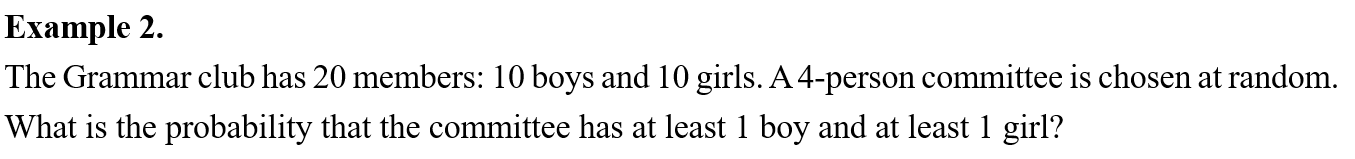 Example 2.
The Grammar club has 20 members: 10 boys and 10 girls. A 4-person committee is chosen at random.
What is the probability that the committee has at least 1 boy and at least 1 girl?